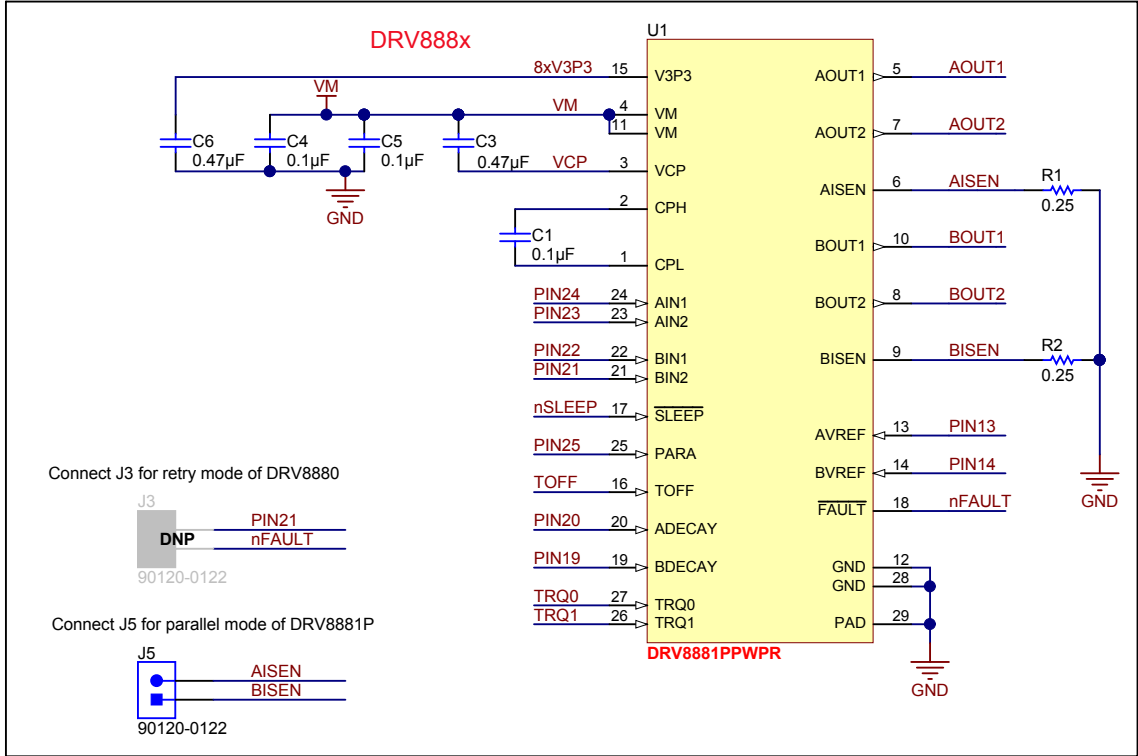 DRV888x
U1
8xV3P3 15 V3P3 AOUT1 5 AOUT1
VM
VM 4 VM
11 VM AOUT2 7 AOUT2
C6 C4 C5 C3
0.47µF 0.1µF 0.1µF 0.47µF
VCP 3 VCP
AISEN 6 AISEN R1
0.25
GND
2 CPH
C1
0.1µF
BOUT1 10 BOUT1
1 CPL
PIN24 24 AIN1 BOUT2 8 BOUT2
PIN23 23 AIN2
PIN22 22 BIN1 BISEN 9 BISEN R2
0.25
PIN21 21 BIN2
nSLEEP 17 SLEEP
AVREF 13 PIN13
PIN25 25 PARA
BVREF 14 PIN14
GND
TOFF 16 TOFF
FAULT 18 nFAULT
PIN20 20 ADECAY
PIN19 19 BDECAY GND 12
GND 28
TRQ0 27 TRQ0
TRQ1 26 TRQ1 PAD 29
DRV8881PPWPR
GND
Connect J3 for retry mode of DRV8880
J3
PIN21
DNP
nFAULT
90120-0122
Connect J5 for parallel mode of DRV8881P
J5
AISEN
BISEN
90120-0122